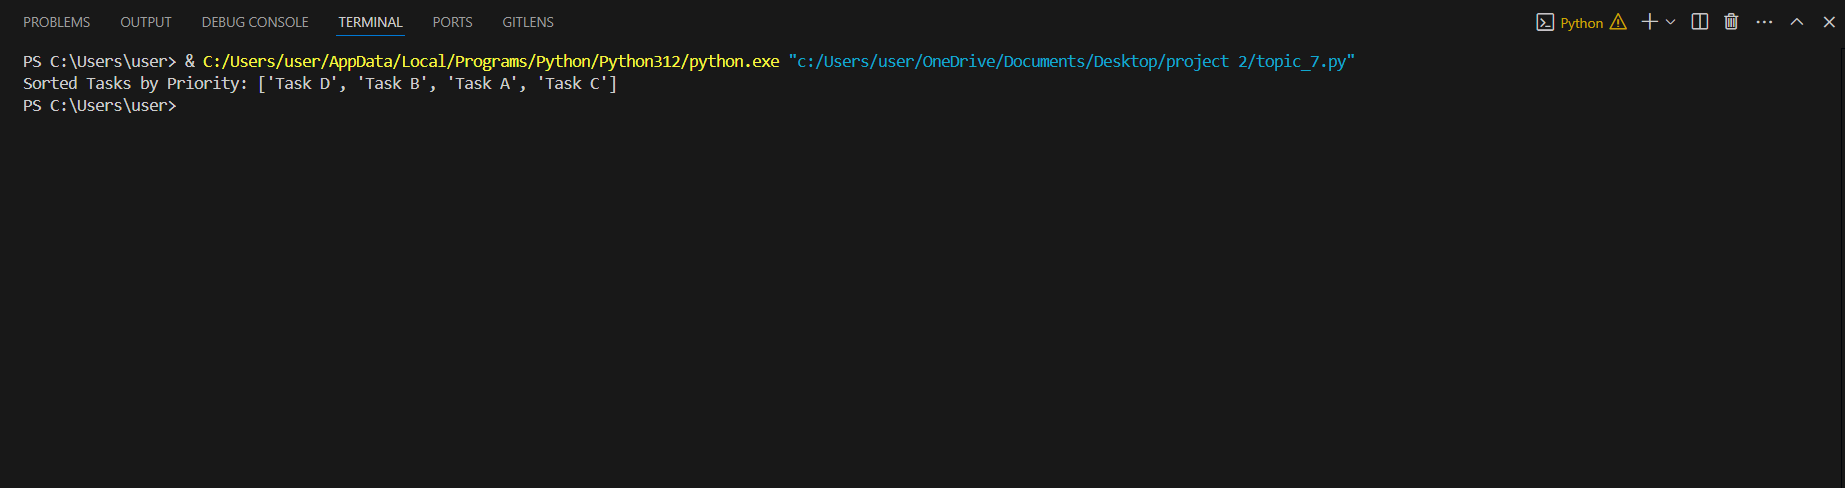 PROBLEMS OUTPUT DEBUG CONSOLE TERMINAL PORTS GITLENS Python
PS C:\Users\user> & C:/Users/user/AppData/Local/Programs/Python/Python312/python.exe "c:/Users/user/OneDrive/Documents/Desktop/project 2/topic_7.py"
Sorted Tasks by Priority: ['Task D', 'Task B', 'Task A', 'Task C']
PS C:\Users\user>